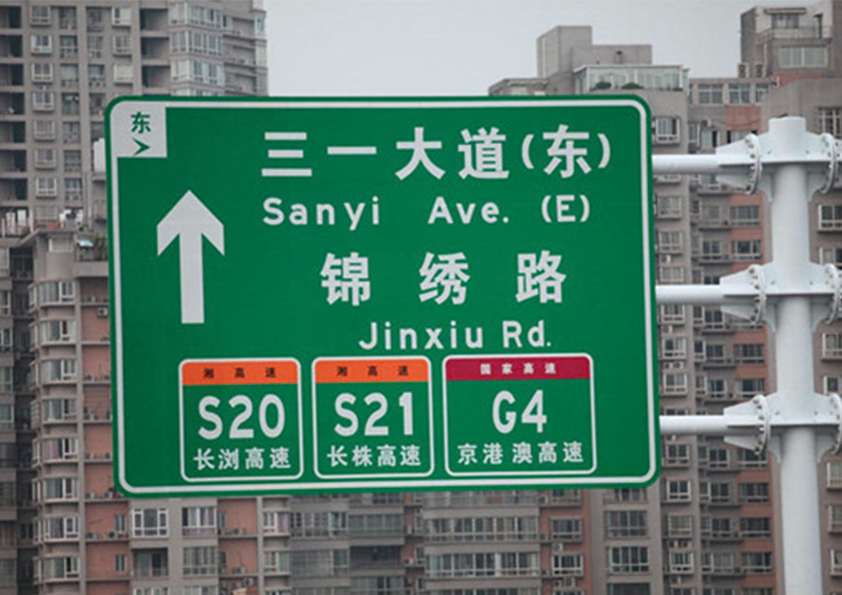 东
三一大道(东)
Sanyi Ave. (E)
锦绣路
Jinxiu Rd.
湘高速
S20
长浏高速
湘高速
S21
长株高速
国家高速
G4
京港澳高速